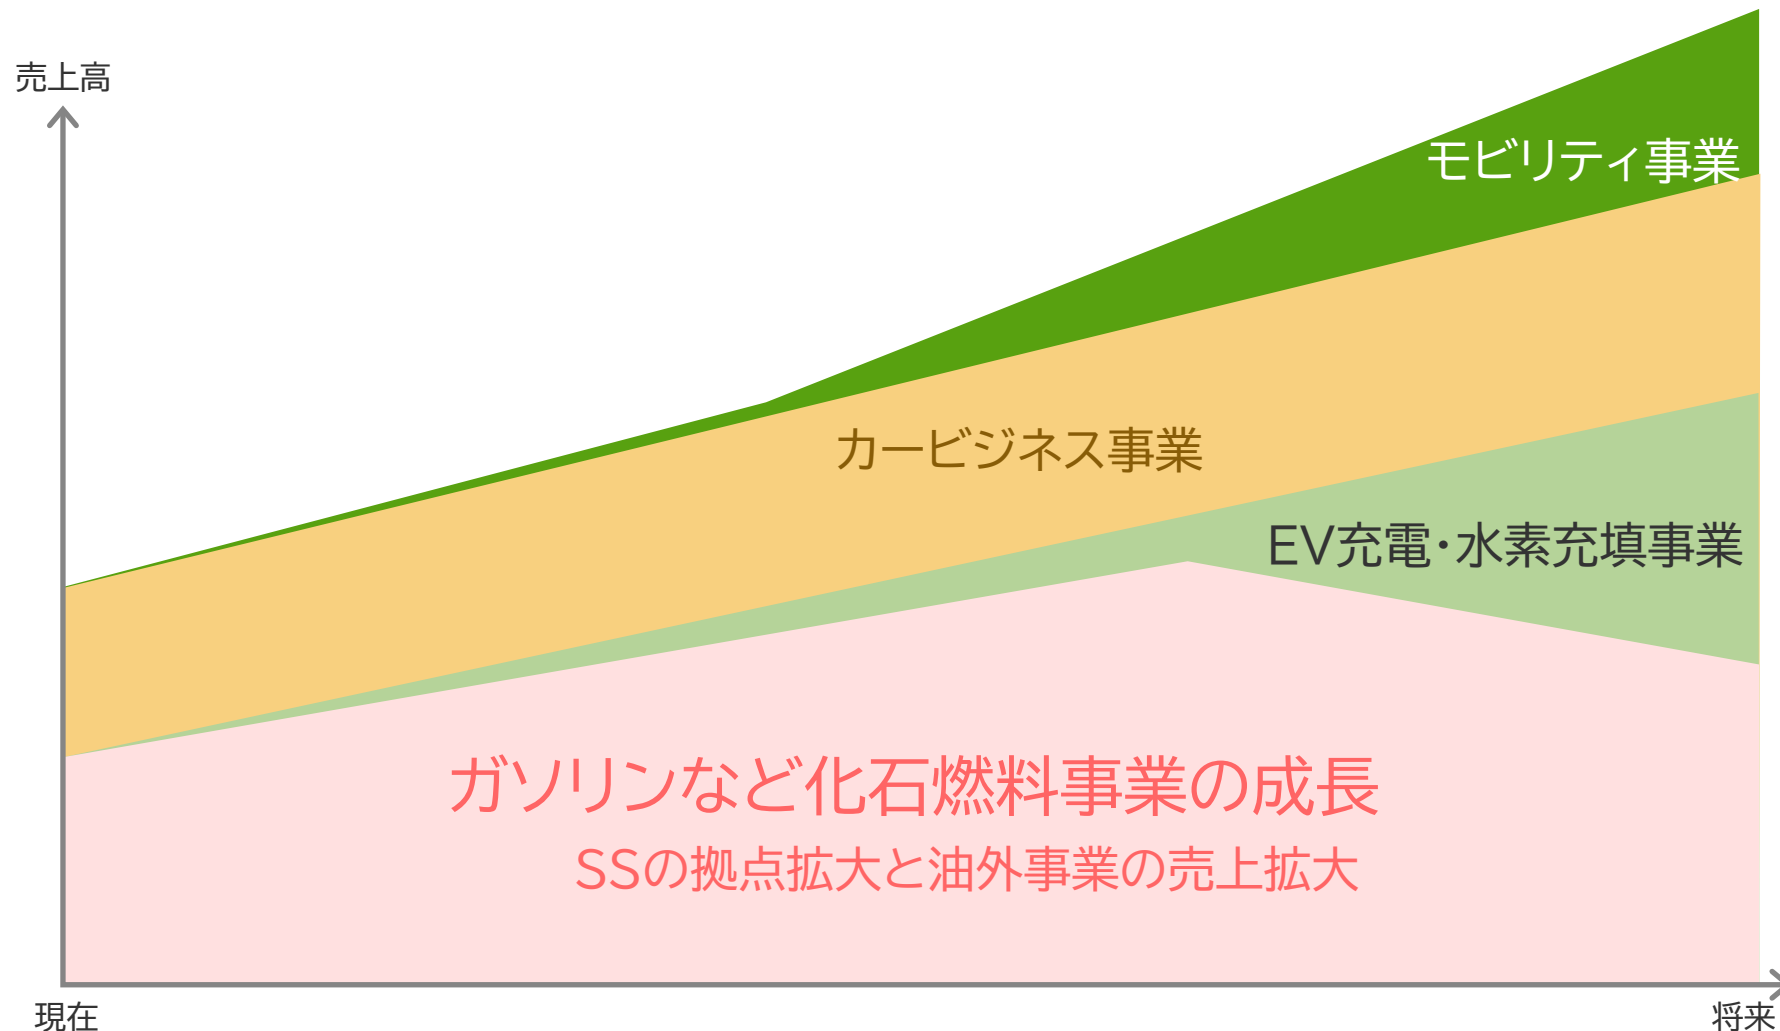 売上高
モビリティ事業
カービジネス事業
EV充電・水素充填事業
ガソリンなど化石燃料事業の成長
SSの拠点拡大と油外事業の売上拡大
現在
将来